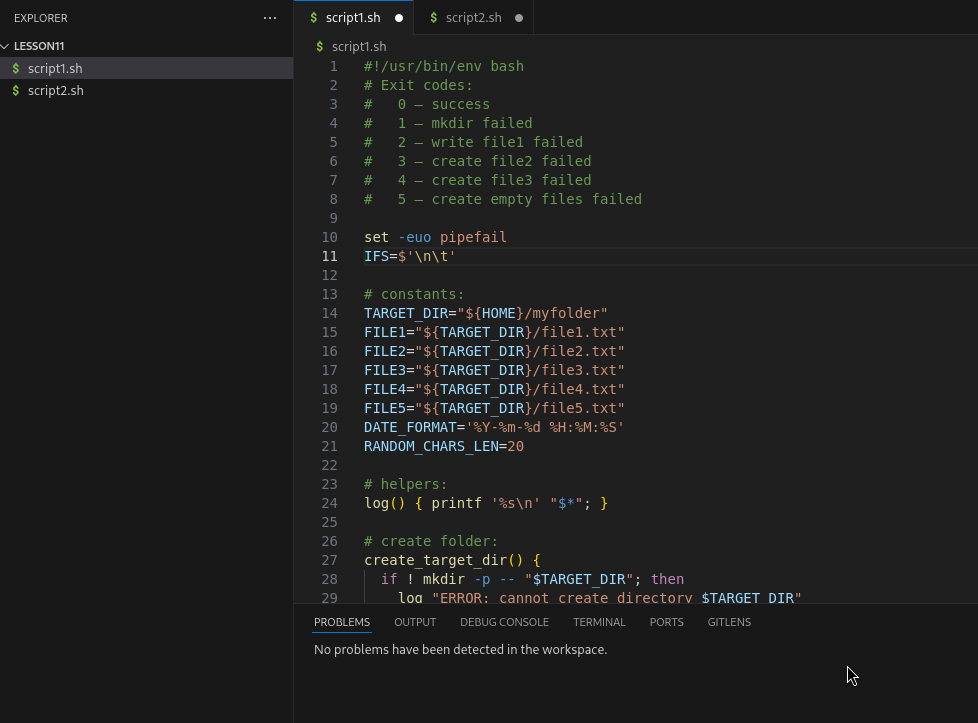 EXPLORER ···
LESSON11
$ script1.sh
$ script2.sh
$ script1.sh ● $ script2.sh ●
$ script1.sh
1 #!/usr/bin/env bash
2 # Exit codes:
3 #   0 — success
4 #   1 — mkdir failed
5 #   2 — write file1 failed
6 #   3 — create file2 failed
7 #   4 — create file3 failed
8 #   5 — create empty files failed
9
10 set -euo pipefail
11 IFS=$'\n\t'
12
13 # constants:
14 TARGET_DIR="${HOME}/myfolder"
15 FILE1="${TARGET_DIR}/file1.txt"
16 FILE2="${TARGET_DIR}/file2.txt"
17 FILE3="${TARGET_DIR}/file3.txt"
18 FILE4="${TARGET_DIR}/file4.txt"
19 FILE5="${TARGET_DIR}/file5.txt"
20 DATE_FORMAT='%Y-%m-%d %H:%M:%S'
21 RANDOM_CHARS_LEN=20
22
23 # helpers:
24 log() { printf '%s\n' "$*"; }
25
26 # create folder:
27 create_target_dir() {
28   if ! mkdir -p -- "$TARGET_DIR"; then
29     log "ERROR: cannot create directory $TARGET_DIR"
PROBLEMS OUTPUT DEBUG CONSOLE TERMINAL PORTS GITLENS
No problems have been detected in the workspace.